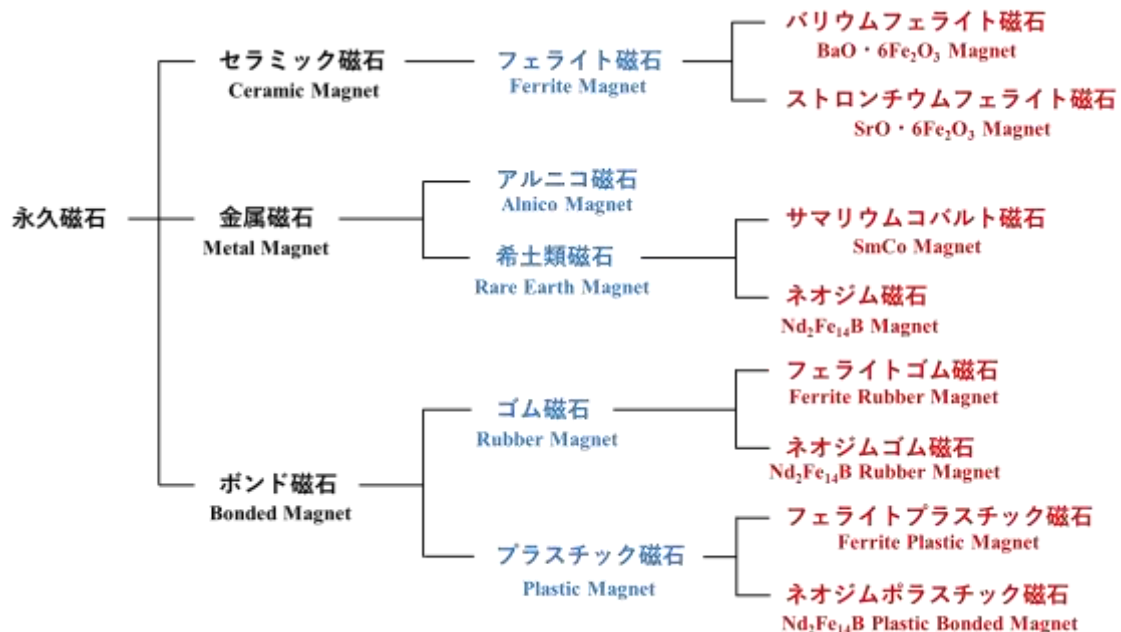 永久磁石
セラミック磁石
Ceramic Magnet
フェライト磁石
Ferrite Magnet
バリウムフェライト磁石
BaO・6Fe₂O₃ Magnet
ストロンチウムフェライト磁石
SrO・6Fe₂O₃ Magnet
金属磁石
Metal Magnet
アルニコ磁石
Alnico Magnet
希土類磁石
Rare Earth Magnet
サマリウムコバルト磁石
SmCo Magnet
ネオジム磁石
Nd₂Fe₁₄B Magnet
ボンド磁石
Bonded Magnet
ゴム磁石
Rubber Magnet
フェライトゴム磁石
Ferrite Rubber Magnet
ネオジムゴム磁石
Nd₂Fe₁₄B Rubber Magnet
プラスチック磁石
Plastic Magnet
フェライトプラスチック磁石
Ferrite Plastic Magnet
ネオジムポラスチック磁石
Nd₂Fe₁₄B Plastic Bonded Magnet